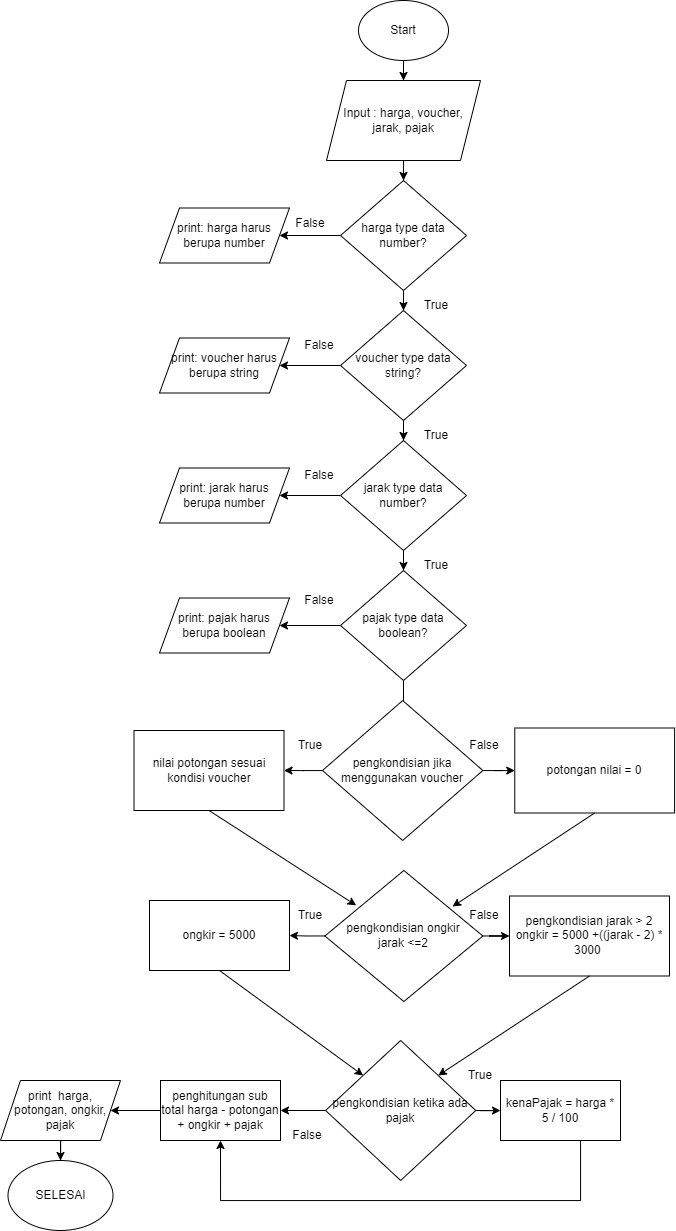 Start
Input : harga, voucher,
jarak, pajak
harga type data
number?
False
print: harga harus
berupa number
True
voucher type data
string?
False
print: voucher harus
berupa string
True
jarak type data
number?
False
print: jarak harus
berupa number
True
pajak type data
boolean?
False
print: pajak harus
berupa boolean
pengkondisian jika
menggunakan voucher
True
nilai potongan sesuai
kondisi voucher
False
potongan nilai = 0
pengkondisian ongkir
jarak <=2
True
ongkir = 5000
False
pengkondisian jarak > 2
ongkir = 5000 +((jarak - 2) *
3000
pengkondisian ketika ada
pajak
True
kenaPajak = harga *
5 / 100
False
penghitungan sub
total harga - potongan
+ ongkir + pajak
print  harga,
potongan, ongkir,
pajak
SELESAI